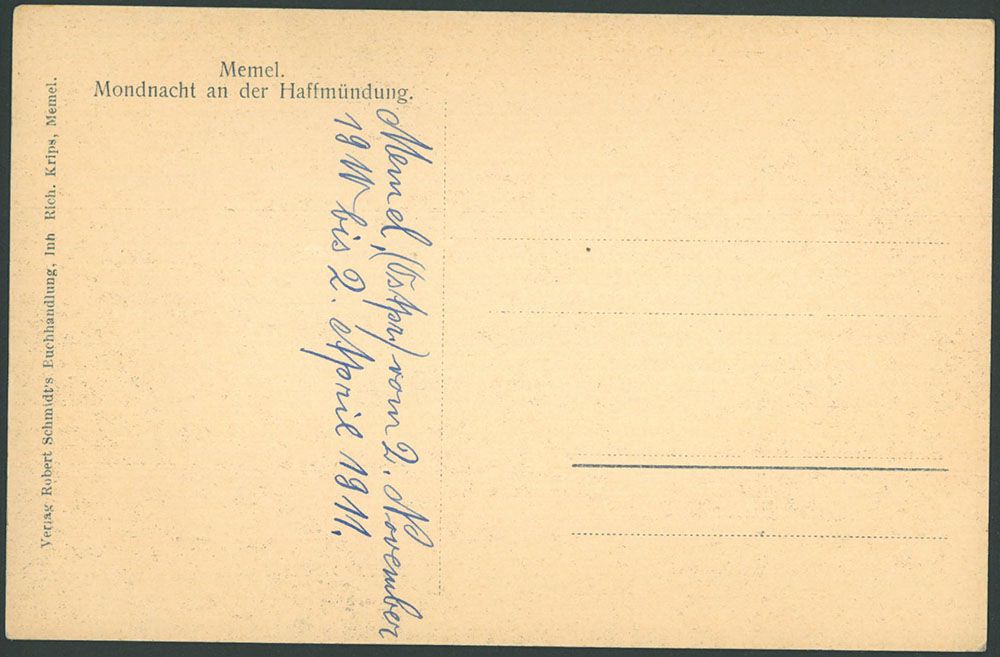 Memel.
Mondnacht an der Haffmündung.
Verlag Robert Schmidt's Buchhandlung, Inh Rich. Krips, Memel.
Memel, (Ostpr.) vom 2. November
bis 2. April 1911.